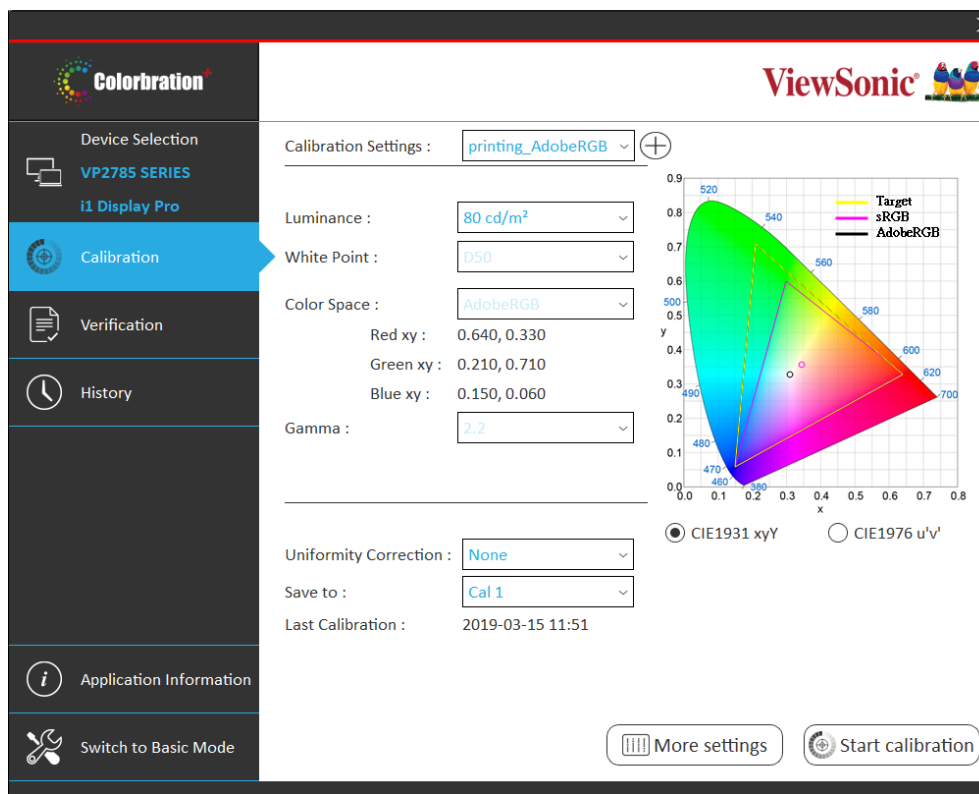 Colorbration+
ViewSonic®
Device Selection
VP2785 SERIES
i1 Display Pro
Calibration
Verification
History
Application Information
Switch to Basic Mode
Calibration Settings : printing_AdobeRGB
Luminance : 80 cd/m²
White Point : D50
Color Space : AdobeRGB
Red xy : 0.640, 0.330
Green xy : 0.210, 0.710
Blue xy : 0.150, 0.060
Gamma : 2.2
Uniformity Correction : None
Save to : Cal 1
Last Calibration : 2019-03-15 11:51
Target
sRGB
AdobeRGB
0.9
0.8
0.7
0.6
0.5
y
0.4
0.3
0.2
0.1
0.0
0.0 0.1 0.2 0.3 0.4 0.5 0.6 0.7 0.8
x
520
540
560
580
600
620
700
500
490
480
470
460
380
CIE1931 xyY CIE1976 u'v'
More settings
Start calibration